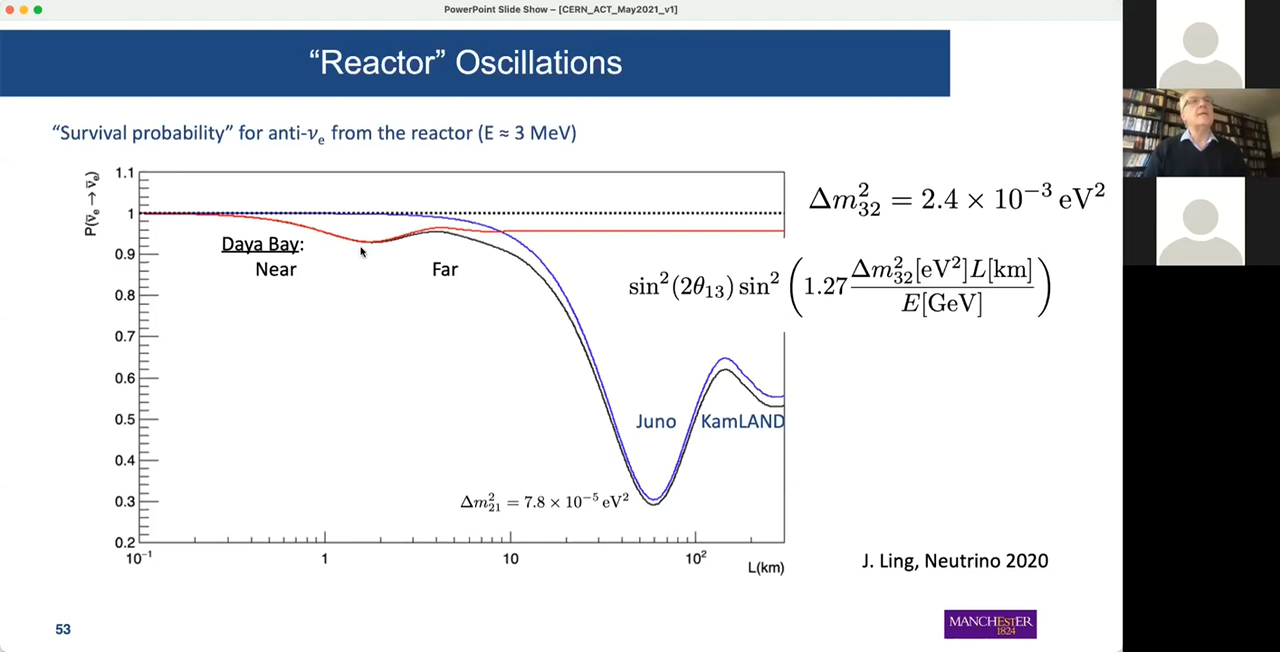 PowerPoint Slide Show – [CERN_ACT_May2021_v1]
“Reactor” Oscillations
“Survival probability” for anti-νₑ from the reactor (E ≈ 3 MeV)
P(ν̄ₑ → ν̄ₑ)
1.1
1
0.9
0.8
0.7
0.6
0.5
0.4
0.3
0.2
Daya Bay:
Near
Far
Δm²₃₂ = 2.4 × 10⁻³ eV²
sin²(2θ₁₃) sin² (1.27 Δm²₃₂[eV²] L[km] / E[GeV])
Juno
KamLAND
Δm²₂₁ = 7.8 × 10⁻⁵ eV²
10⁻¹
1
10
10²
L(km)
J. Ling, Neutrino 2020
53
MANCHESTER
1824